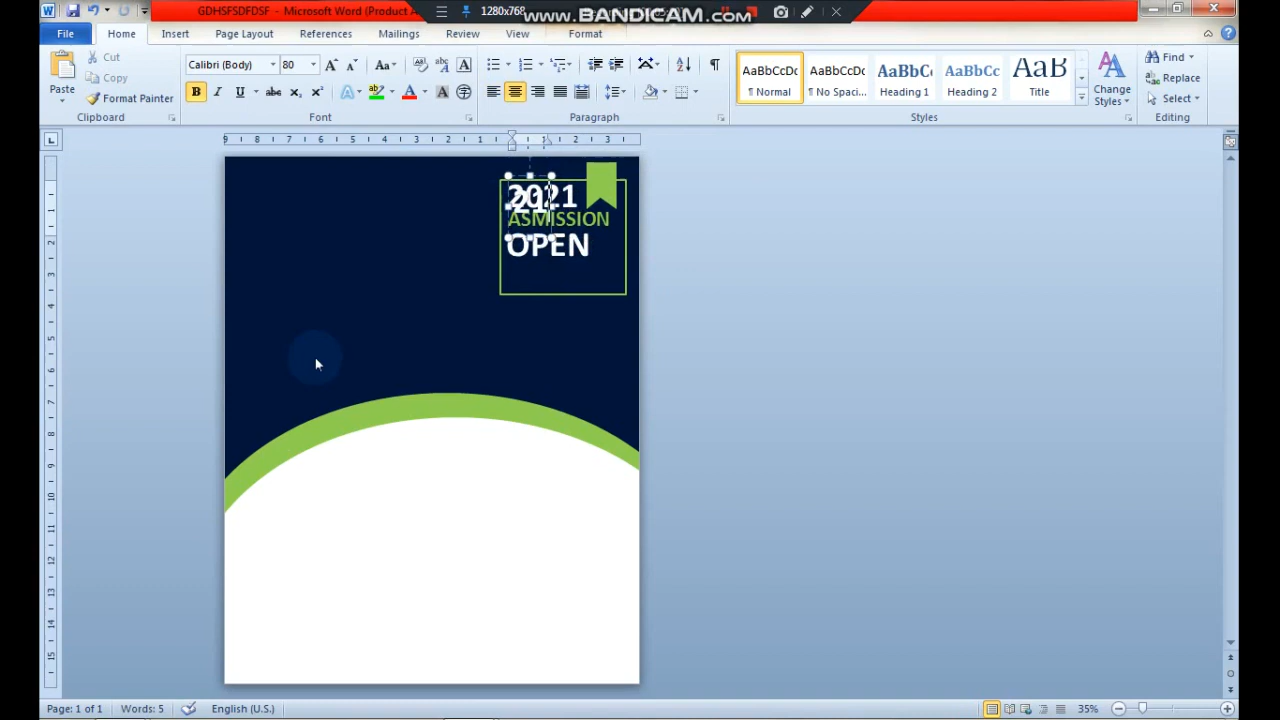 GDHSFSDFDSF - Microsoft Word (Product A
1280x768
www.BANDICAM.com
File
Home
Insert
Page Layout
References
Mailings
Review
View
Format
Paste
Cut
Copy
Format Painter
Clipboard
Calibri (Body)
80
Font
Paragraph
AaBbCcDc
¶ Normal
AaBbCcDc
¶ No Spaci...
AaBbCc
Heading 1
AaBbCc
Heading 2
AaB
Title
Change
Styles
Styles
Find
Replace
Select
Editing
2021
21
ASMISSION
OPEN
Page: 1 of 1
Words: 5
English (U.S.)
35%